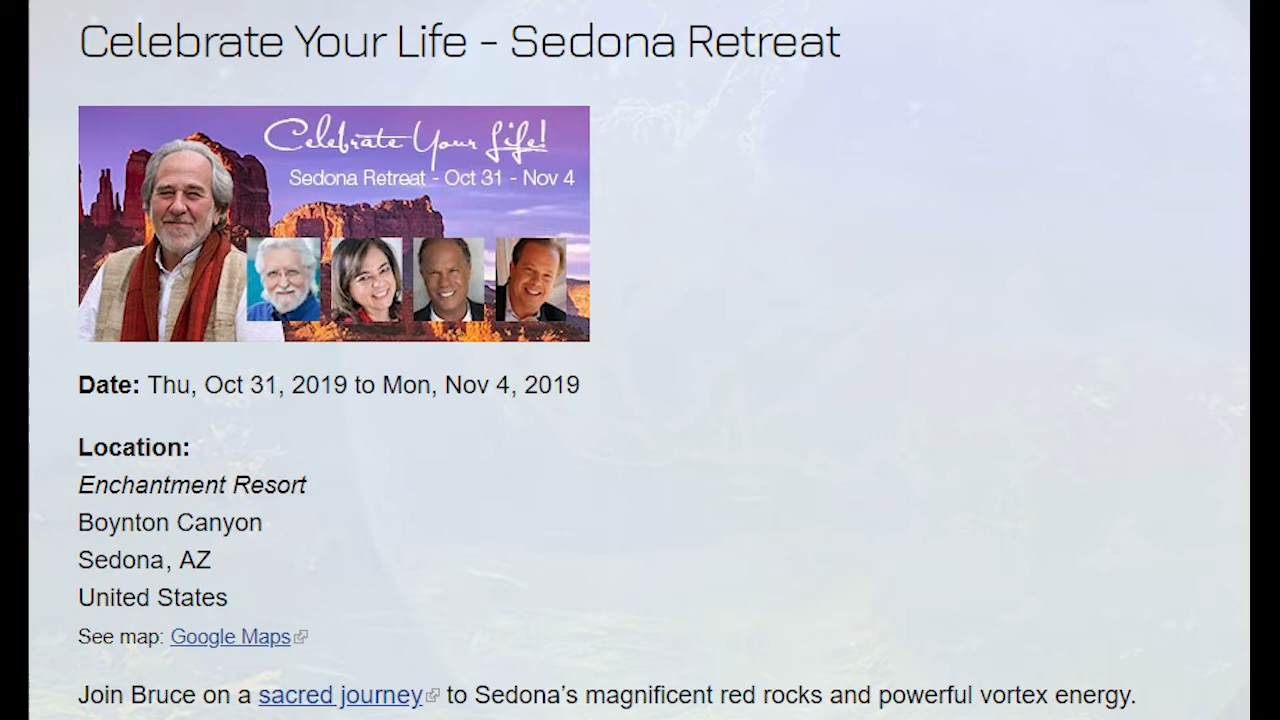 Celebrate Your Life - Sedona Retreat
Celebrate Your Life!
Sedona Retreat - Oct 31 - Nov 4
Date: Thu, Oct 31, 2019 to Mon, Nov 4, 2019
Location:
Enchantment Resort
Boynton Canyon
Sedona, AZ
United States
See map: Google Maps
Join Bruce on a sacred journey to Sedona’s magnificent red rocks and powerful vortex energy.